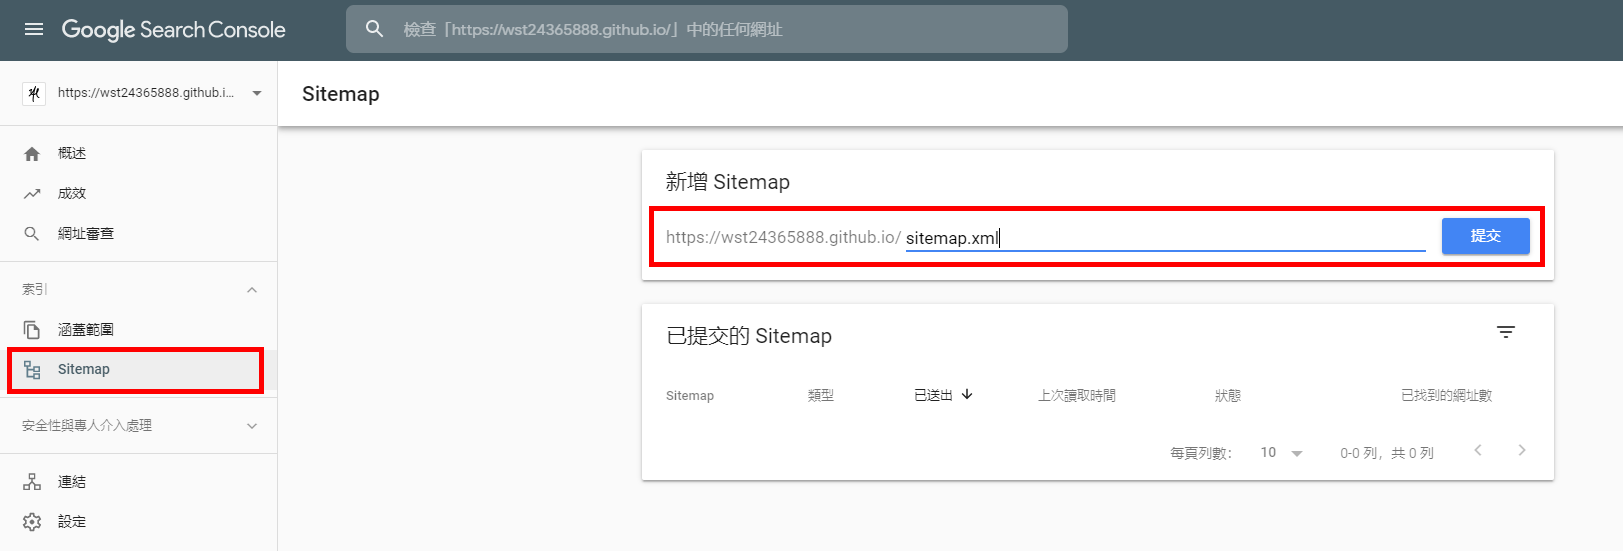 Google Search Console
檢查「https://wst24365888.github.io/」中的任何網址
https://wst24365888.github.i...
Sitemap
概述
成效
網址審查
索引
涵蓋範圍
Sitemap
安全性與專人介入處理
連結
設定
新增 Sitemap
https://wst24365888.github.io/ sitemap.xml 提交
已提交的 Sitemap
Sitemap 類型 已送出 上次讀取時間 狀態 已找到的網址數
每頁列數: 10 0-0 列，共 0 列